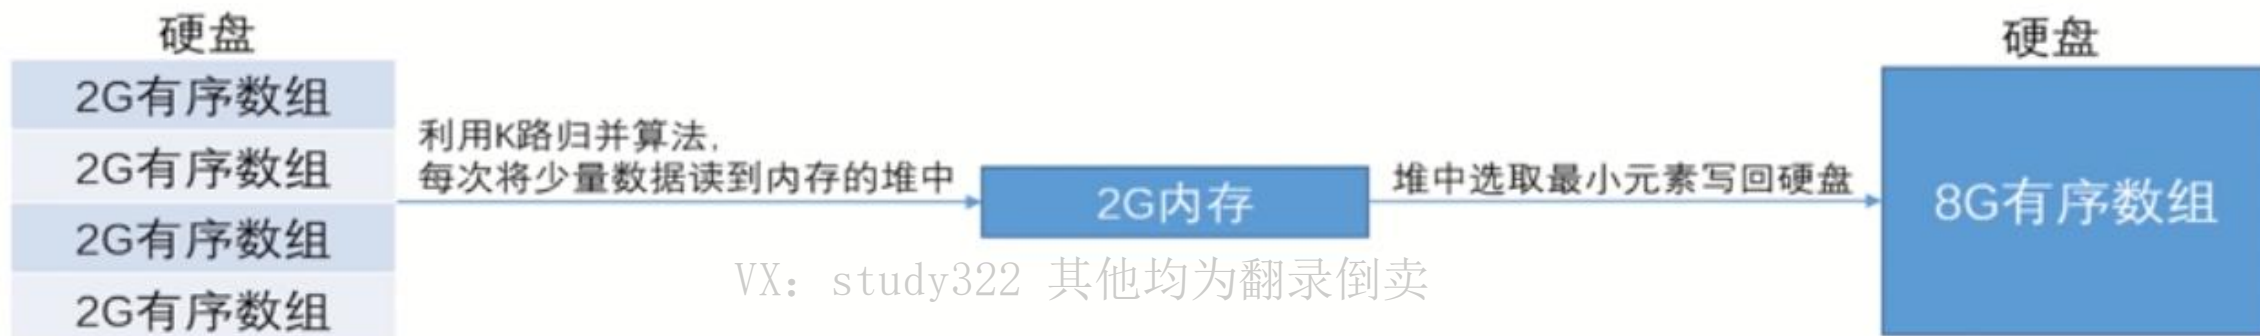 硬盘
2G有序数组
2G有序数组
2G有序数组
2G有序数组
利用K路归并算法,
每次将少量数据读到内存的堆中
2G内存
堆中选取最小元素写回硬盘
硬盘
8G有序数组
VX：study322 其他均为翻录倒卖